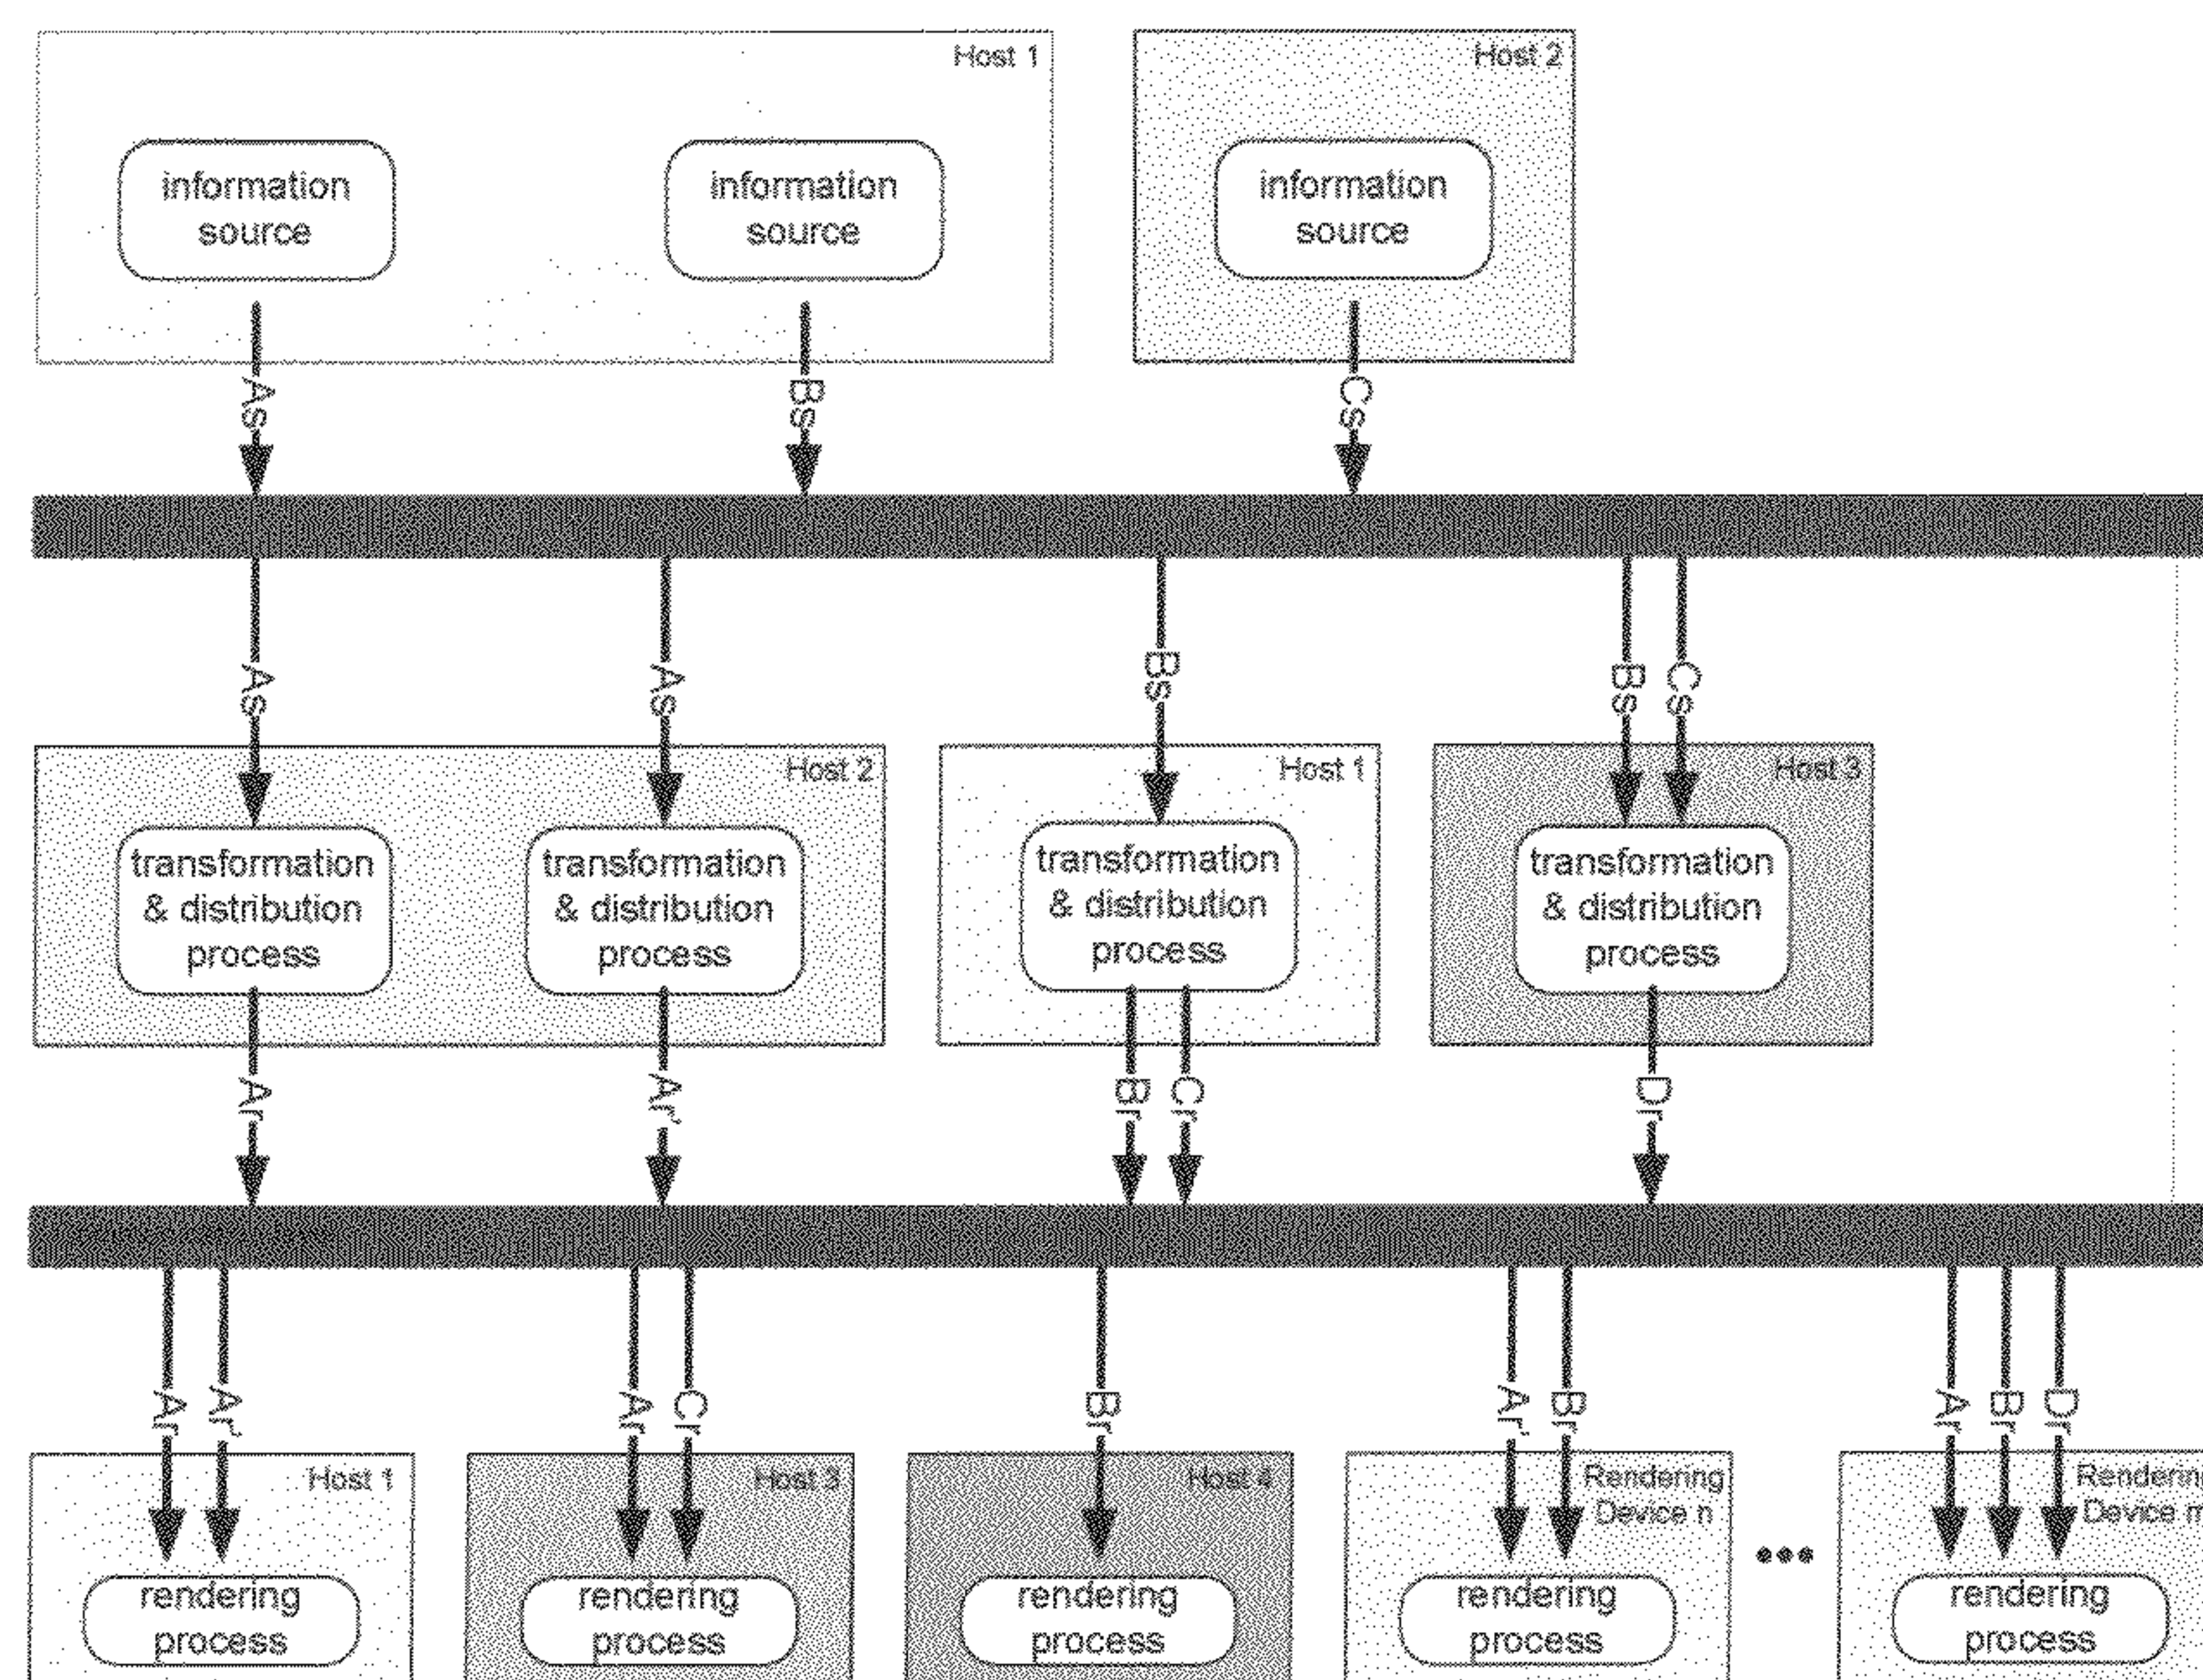 Host 1
Host 2
information
source
information
source
information
source
As
Bs
Cs
As
As
Bs
Bs
Cs
Host 2
Host 1
Host 3
transformation
& distribution
process
transformation
& distribution
process
transformation
& distribution
process
transformation
& distribution
process
Ar
Ar'
Br
Cr
Dr
Ar
Ar'
Ar
Cr
Br
Ar'
Br
Ar
Br
Dr
Host 1
Host 3
Host 4
Rendering
Device n
Rendering
Device m
rendering
process
rendering
process
rendering
process
rendering
process
rendering
process